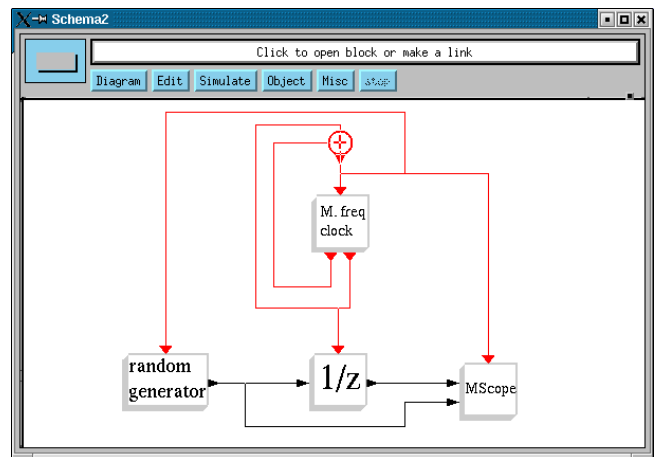 Schema2
Click to open block or make a link
Diagram Edit Simulate Object Misc stop
M. freq
clock
random
generator
1/z
MScope